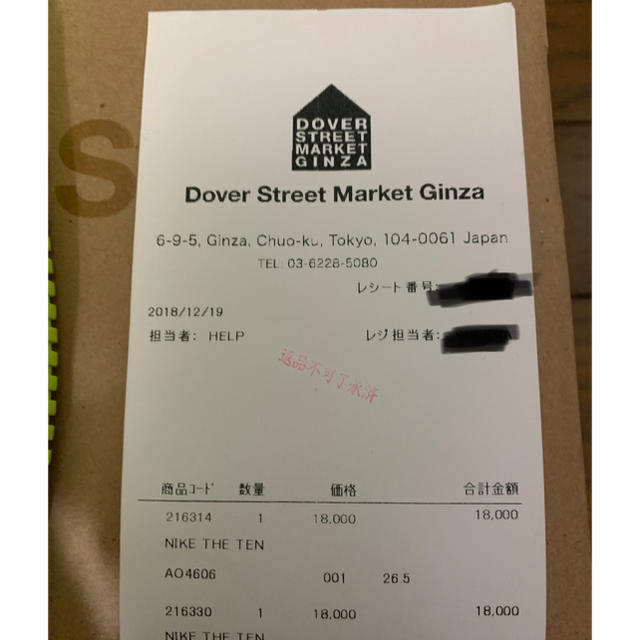 S
DOVER
STREET
MARKET
GINZA
Dover Street Market Ginza
6-9-5, Ginza, Chuo-ku, Tokyo, 104-0061 Japan
TEL: 03-6228-5080
レシート番号:
2018/12/19
担当者: HELP レジ担当者:
返品不可了承済
商品コード 数量 価格 合計金額
216314 1 18,000 18,000
NIKE THE TEN
AO4606 001 26.5
216330 1 18,000 18,000
NIKE THE TEN